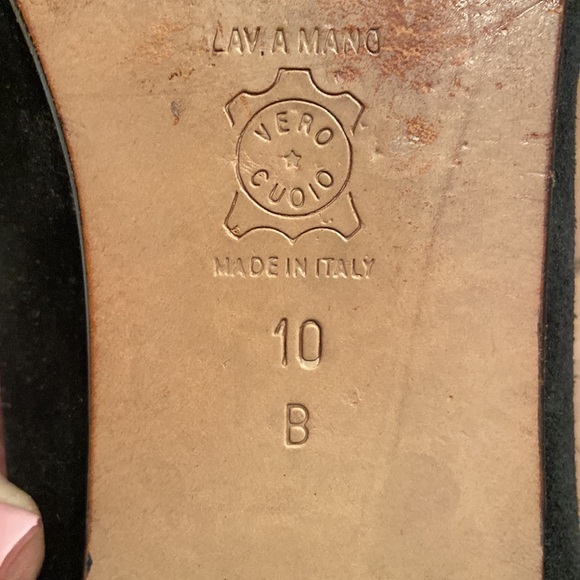 LAV. A MANO
VERO
CUOIO
MADE IN ITALY
10
B